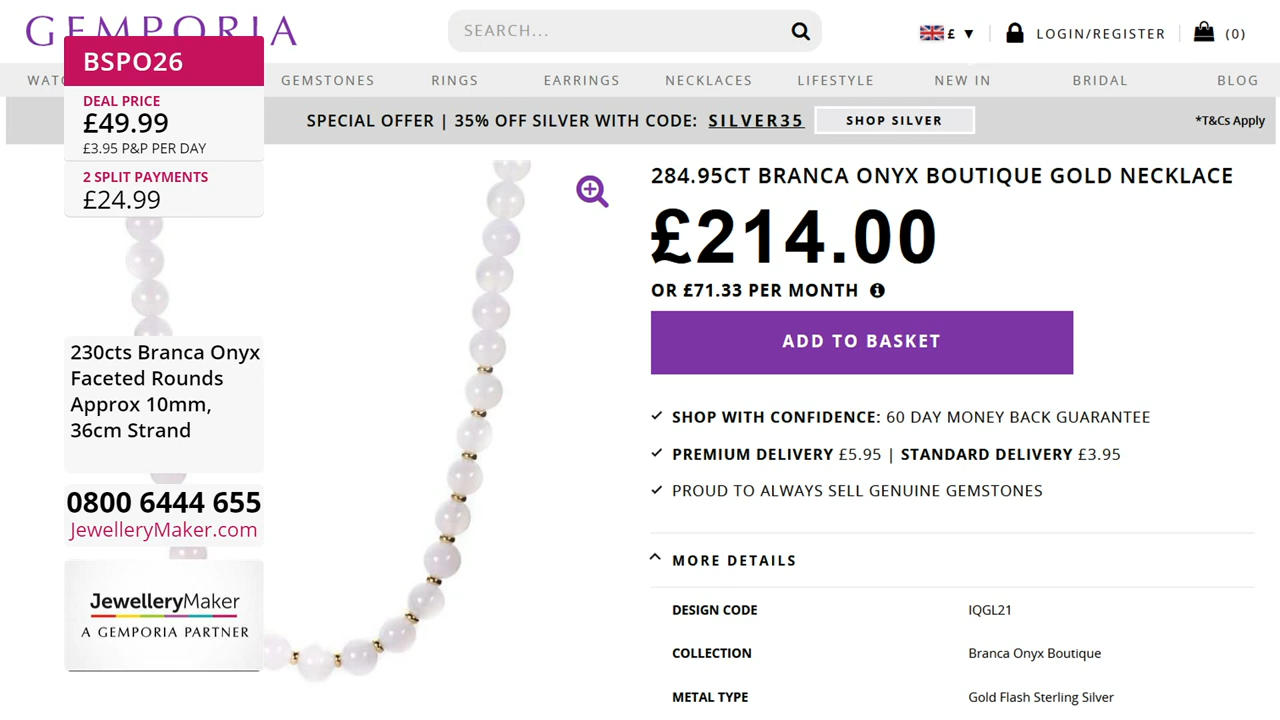 GEMPORIA
SEARCH...
£
LOGIN/REGISTER
(0)
GEMSTONES
RINGS
EARRINGS
NECKLACES
LIFESTYLE
NEW IN
BRIDAL
BLOG
SPECIAL OFFER | 35% OFF SILVER WITH CODE: SILVER35
SHOP SILVER
*T&Cs Apply
BSPO26
DEAL PRICE
£49.99
£3.95 P&P PER DAY
2 SPLIT PAYMENTS
£24.99
230cts Branca Onyx
Faceted Rounds
Approx 10mm,
36cm Strand
0800 6444 655
JewelleryMaker.com
JewelleryMaker
A GEMPORIA PARTNER
284.95CT BRANCA ONYX BOUTIQUE GOLD NECKLACE
£214.00
OR £71.33 PER MONTH
ADD TO BASKET
SHOP WITH CONFIDENCE: 60 DAY MONEY BACK GUARANTEE
PREMIUM DELIVERY £5.95 | STANDARD DELIVERY £3.95
PROUD TO ALWAYS SELL GENUINE GEMSTONES
MORE DETAILS
DESIGN CODE IQGL21
COLLECTION Branca Onyx Boutique
METAL TYPE Gold Flash Sterling Silver